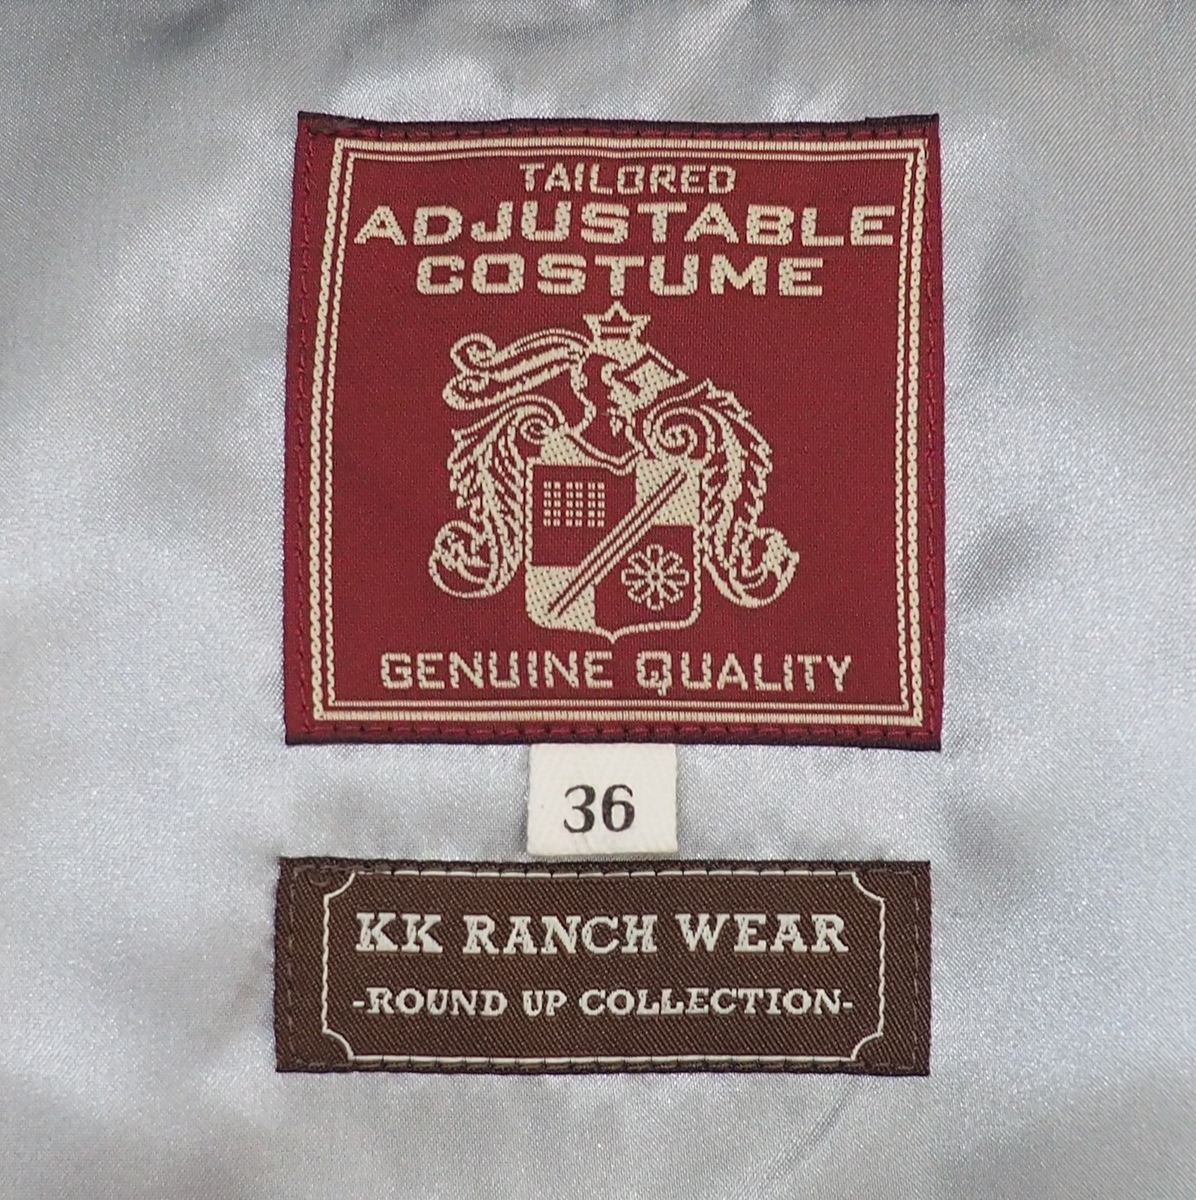 TAILORED
ADJUSTABLE
COSTUME
GENUINE QUALITY
36
KK RANCH WEAR
-ROUND UP COLLECTION-